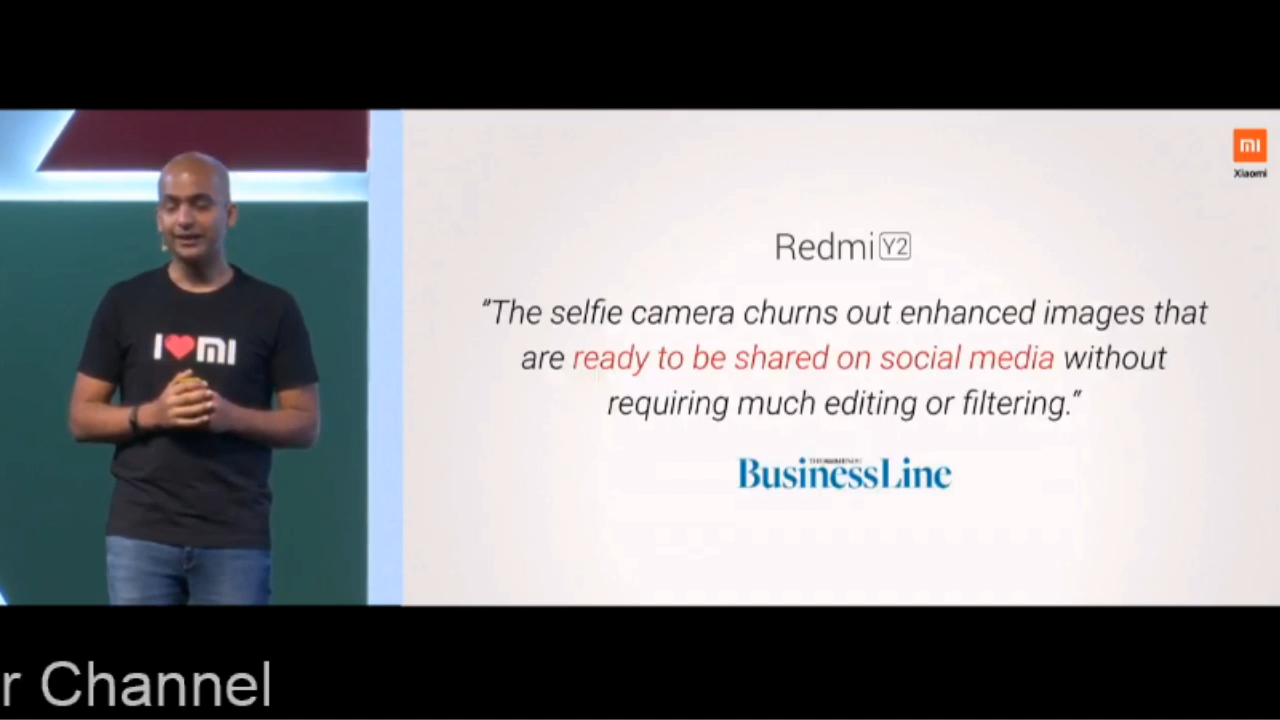 mi
Xiaomi
Redmi Y2
"The selfie camera churns out enhanced images that
are ready to be shared on social media without
requiring much editing or filtering."
BusinessLine
I ❤ mi
r Channel